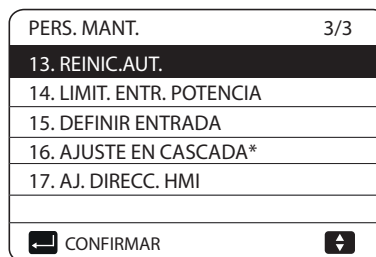 PERS. MANT. 3/3
13. REINIC.AUT.
14. LIMIT. ENTR. POTENCIA
15. DEFINIR ENTRADA
16. AJUSTE EN CASCADA*
17. AJ. DIRECC. HMI
CONFIRMAR